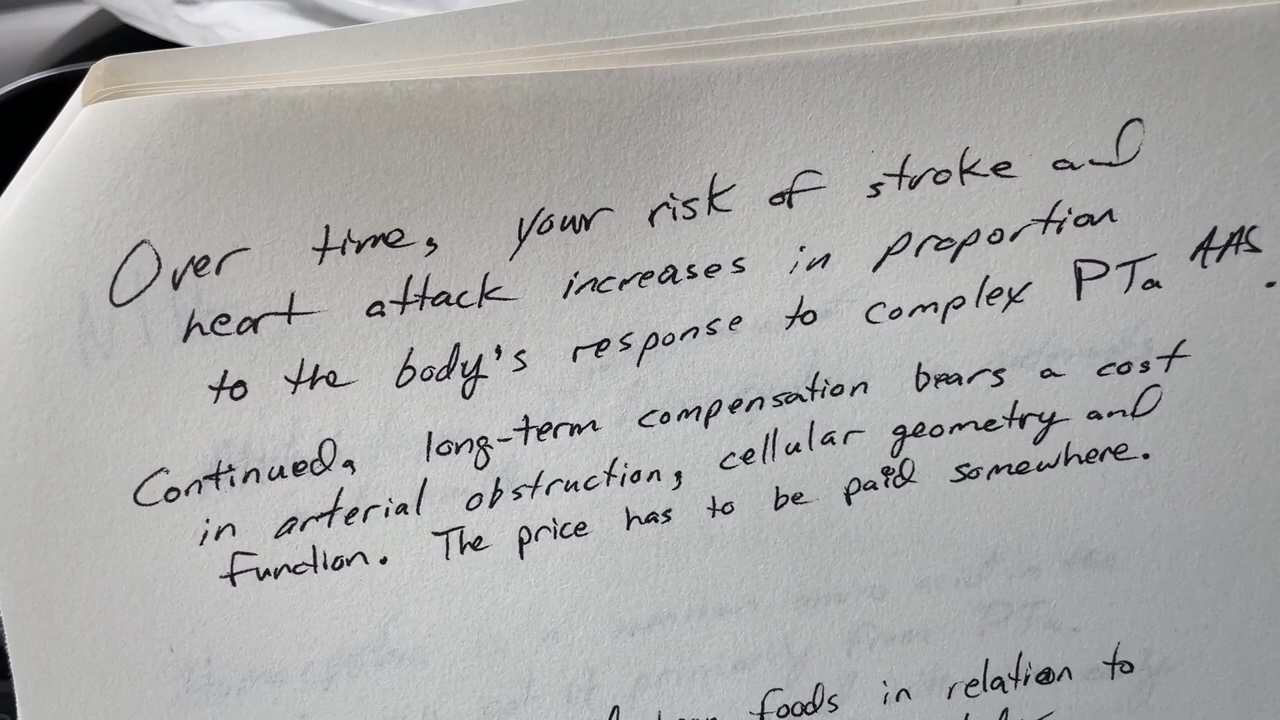 Over time, your risk of stroke and
heart attack increases in proportion
to the body's response to complex PTa AAS.
Continued, long-term compensation bears a cost
in arterial obstruction, cellular geometry and
function. The price has to be paid somewhere.
foods in relation to